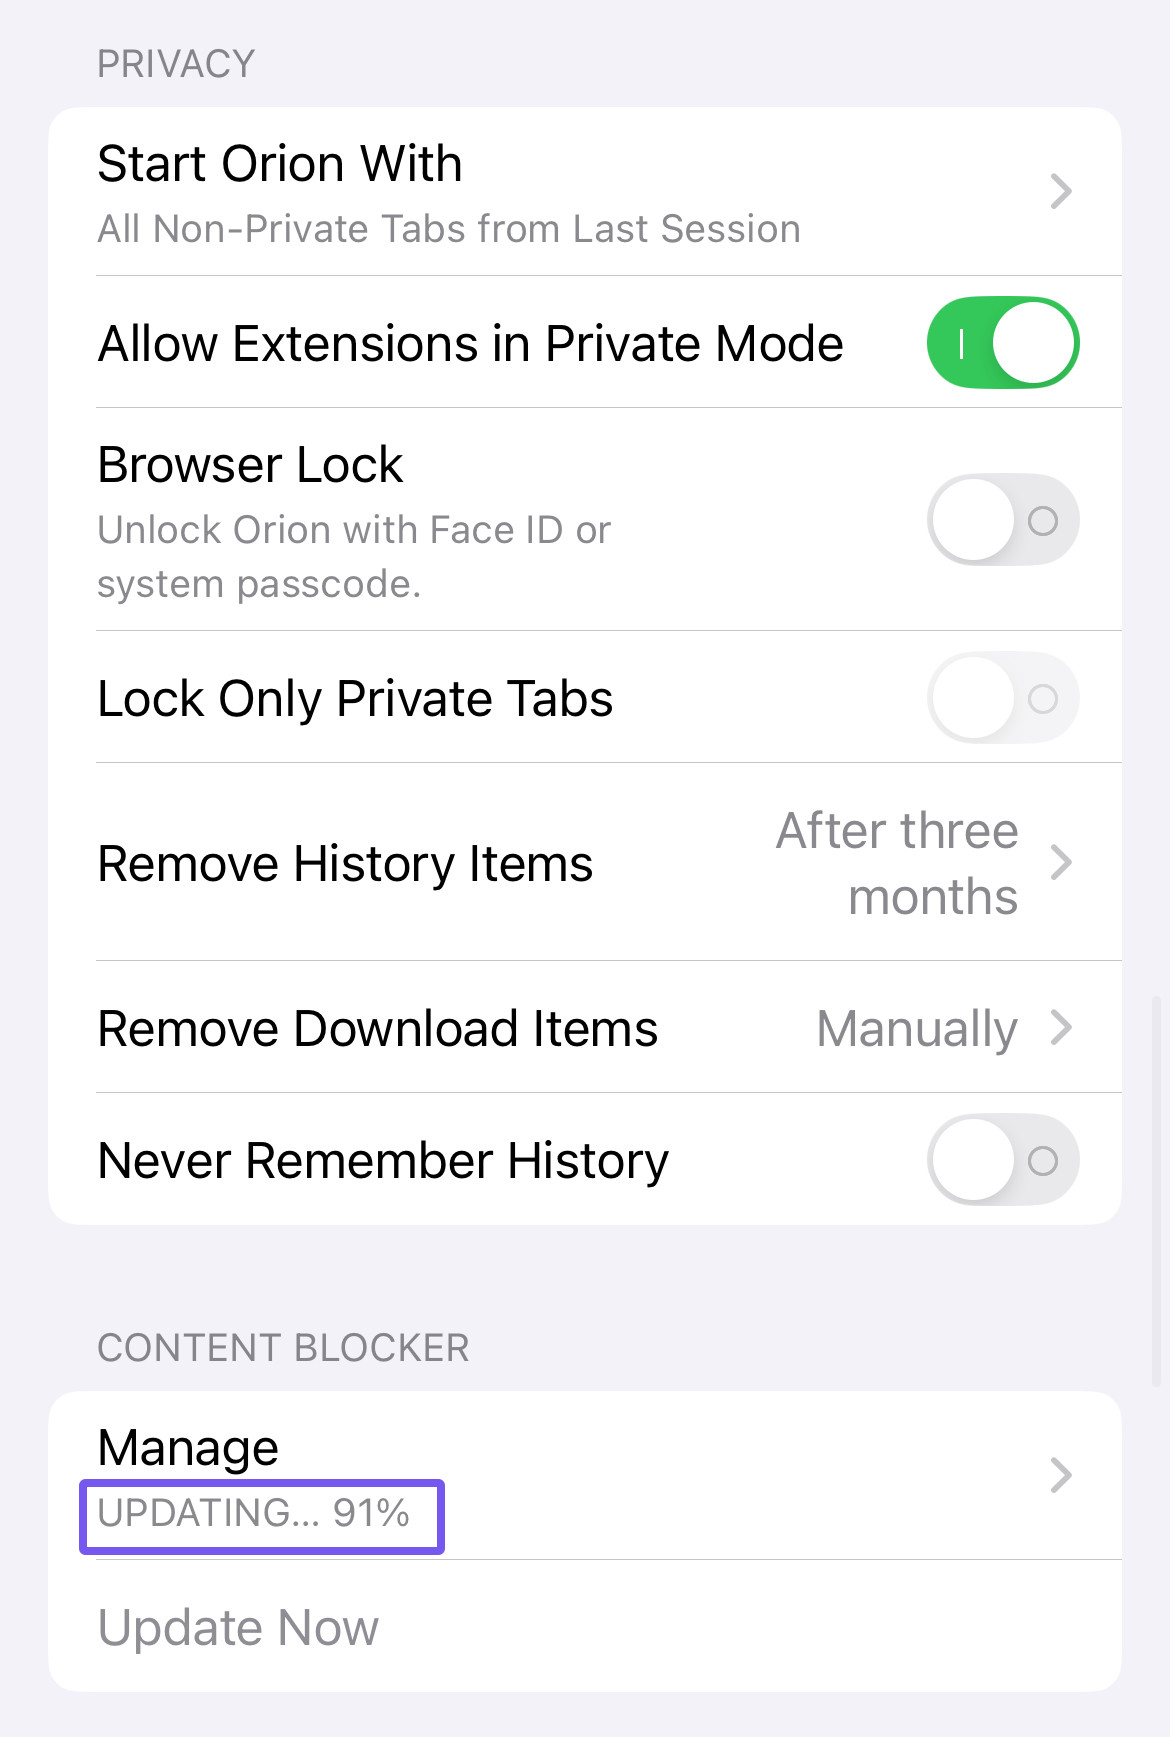 PRIVACY
Start Orion With
All Non-Private Tabs from Last Session
Allow Extensions in Private Mode
Browser Lock
Unlock Orion with Face ID or
system passcode.
Lock Only Private Tabs
Remove History Items
After three
months
Remove Download Items
Manually
Never Remember History
CONTENT BLOCKER
Manage
UPDATING... 91%
Update Now